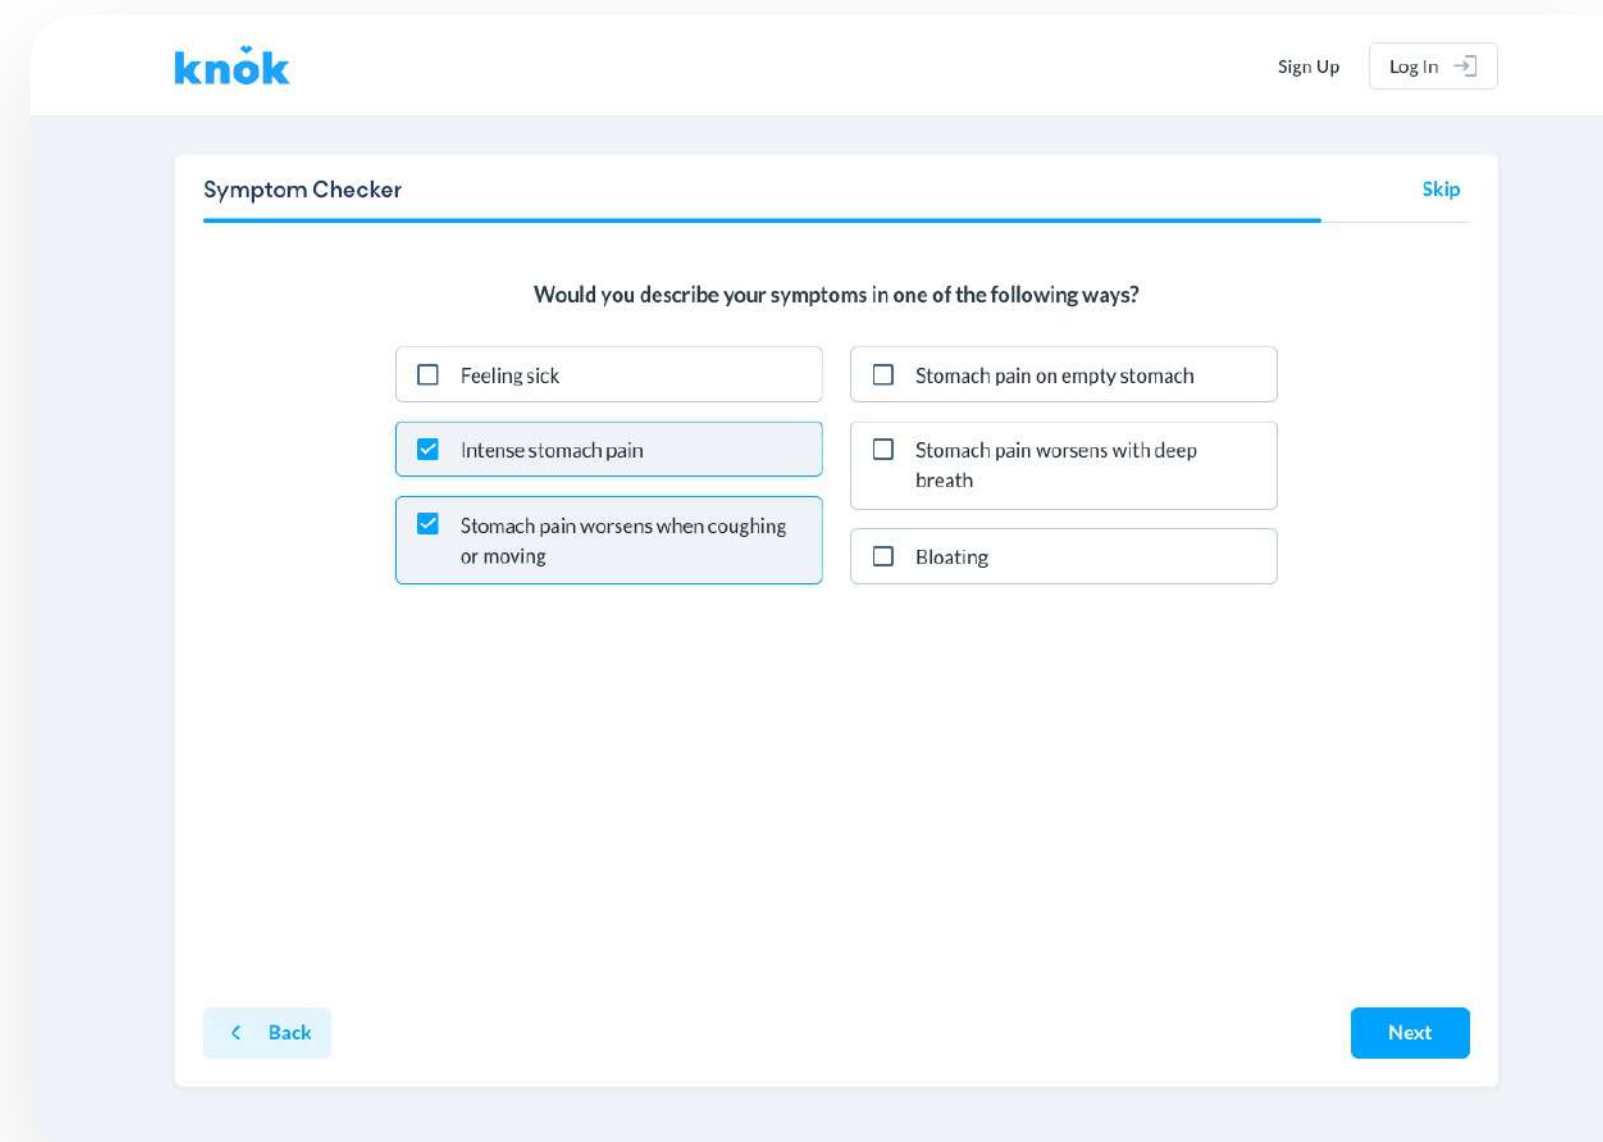 knok
Sign Up
Log In
Symptom Checker
Skip
Would you describe your symptoms in one of the following ways?
Feeling sick
Intense stomach pain
Stomach pain worsens when coughing
or moving
Stomach pain on empty stomach
Stomach pain worsens with deep
breath
Bloating
Back
Next